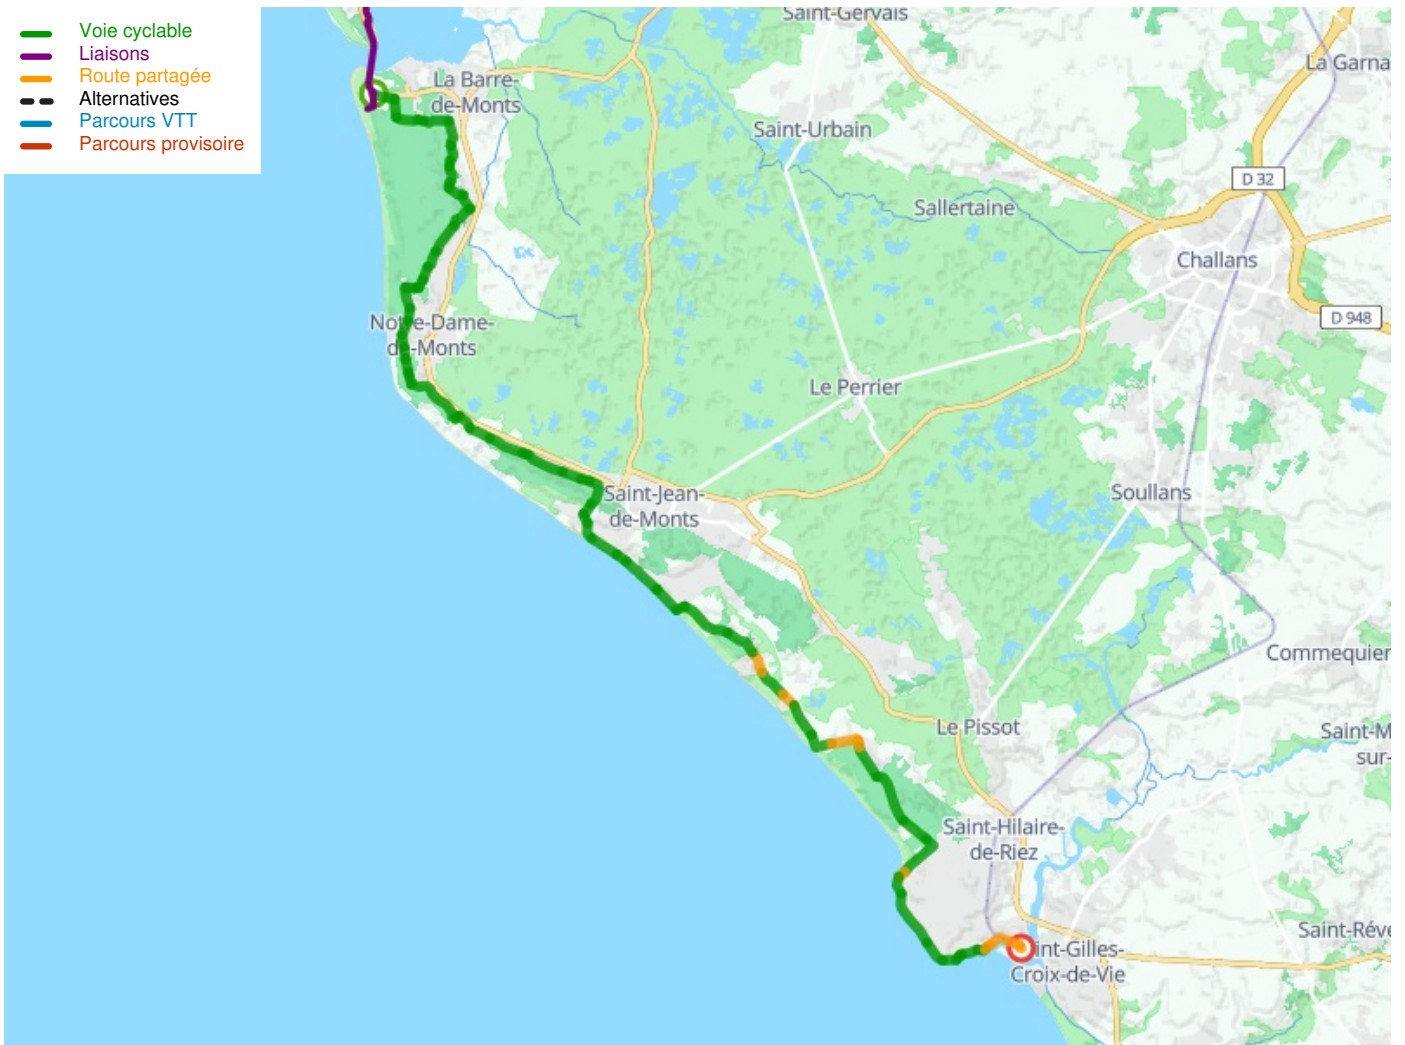 Voie cyclable
Liaisons
Route partagée
Alternatives
Parcours VTT
Parcours provisoire
Saint-Gervais
La Garna
La Barre-
de-Monts
Saint-Urbain
D 32
Sallertaine
Challans
D 948
Notre-Dame-
de-Monts
Le Perrier
Saint-Jean-
de-Monts
Soullans
Commequier
Le Pissot
Saint-M
sur-
Saint-Hilaire-
de-Riez
Saint-Réve
int-Gilles-
Croix-de-Vie